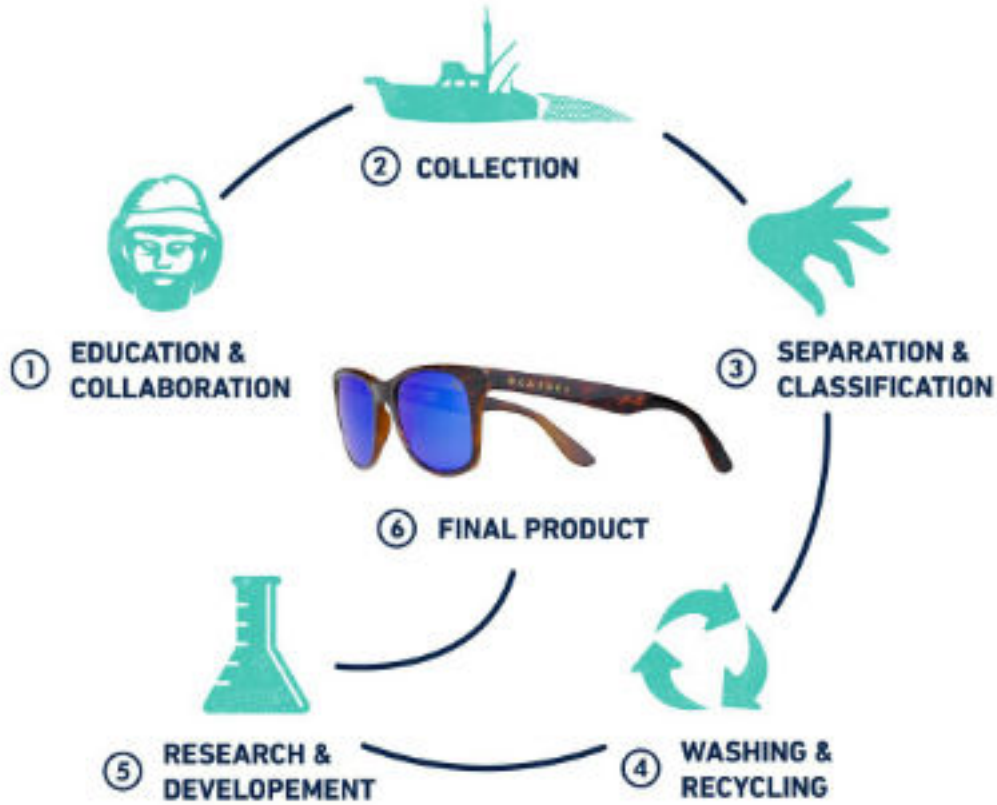 2 COLLECTION
1 EDUCATION &
COLLABORATION
3 SEPARATION &
CLASSIFICATION
6 FINAL PRODUCT
5 RESEARCH &
DEVELOPEMENT
4 WASHING &
RECYCLING